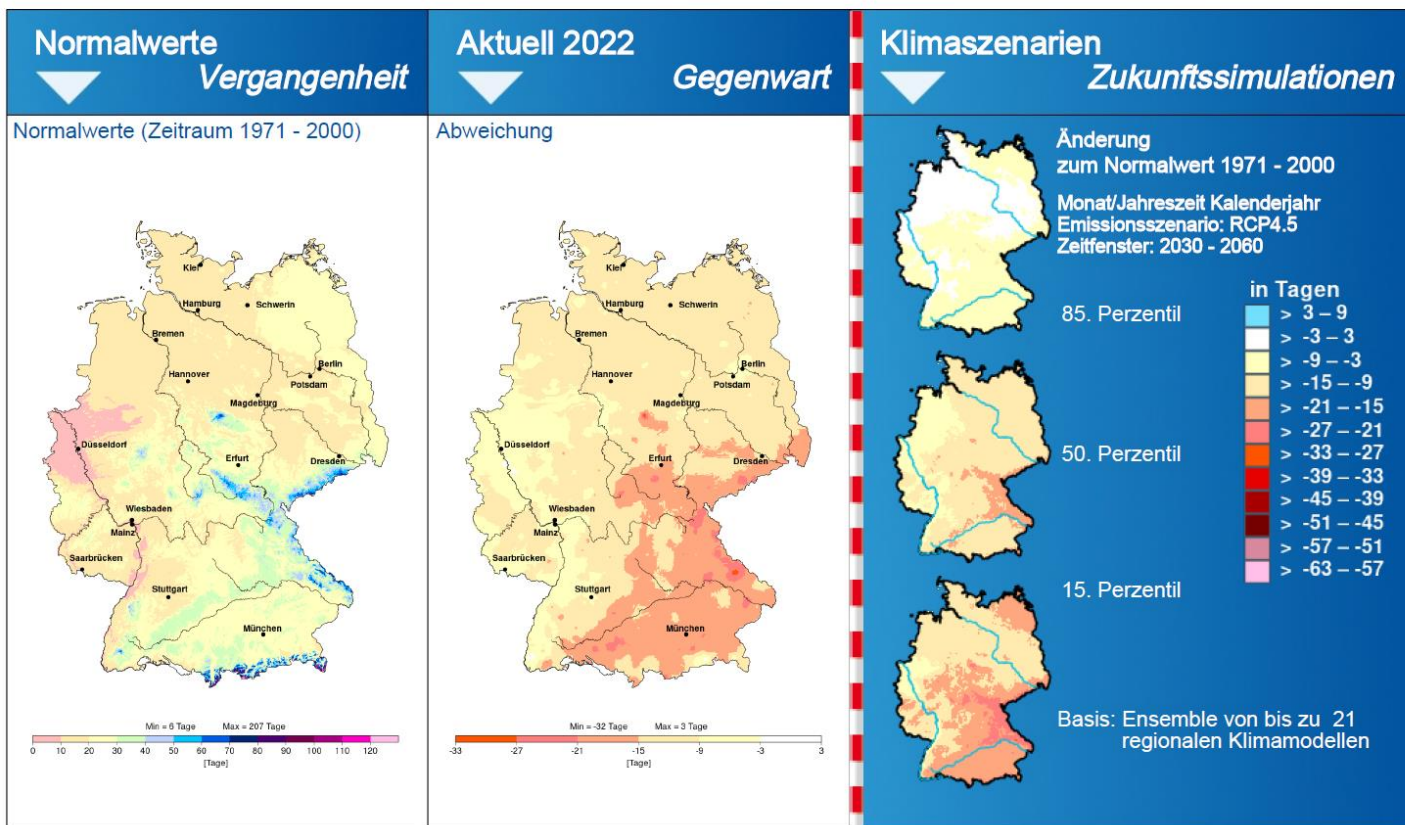 Normalwerte
Vergangenheit
Normalwerte (Zeitraum 1971 - 2000)
Kiel
Hamburg
Schwerin
Bremen
Berlin
Hannover
Potsdam
Magdeburg
Düsseldorf
Erfurt
Dresden
Wiesbaden
Mainz
Saarbrücken
Stuttgart
München
Min = 6 Tage Max = 207 Tage
0 10 20 30 40 50 60 70 80 90 100 110 120
[Tage]
Aktuell 2022
Gegenwart
Abweichung
Kiel
Hamburg
Schwerin
Bremen
Berlin
Hannover
Potsdam
Magdeburg
Düsseldorf
Erfurt
Dresden
Wiesbaden
Mainz
Saarbrücken
Stuttgart
München
Min = -32 Tage Max = 3 Tage
-33 -27 -21 -15 -9 -3 3
[Tage]
Klimaszenarien
Zukunftssimulationen
Änderung
zum Normalwert 1971 - 2000
Monat/Jahreszeit Kalenderjahr
Emissionsszenario: RCP4.5
Zeitfenster: 2030 - 2060
85. Perzentil
50. Perzentil
15. Perzentil
in Tagen
> 3 – 9
> -3 – 3
> -9 – -3
> -15 – -9
> -21 – -15
> -27 – -21
> -33 – -27
> -39 – -33
> -45 – -39
> -51 – -45
> -57 – -51
> -63 – -57
Basis: Ensemble von bis zu 21
regionalen Klimamodellen